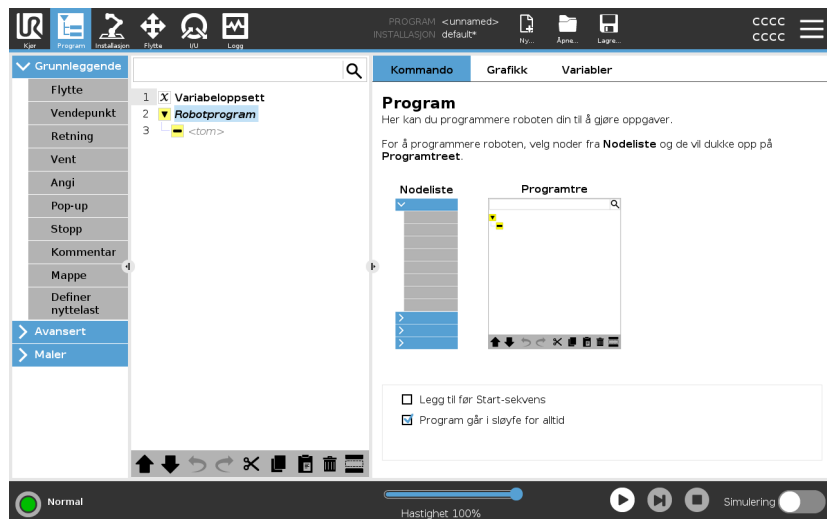 PROGRAM <unnamed>
INSTALLASJON default*
cccc
cccc
Kjør
Program
Installasjon
Flytte
I/U
Logg
Ny...
Åpne...
Lagre...
Grunnleggende
Flytte
Vendepunkt
Retning
Vent
Angi
Pop-up
Stopp
Kommentar
Mappe
Definer
nyttelast
Avansert
Maler
1 X Variabeloppsett
2 Robotprogram
3 <tom>
Kommando Grafikk Variabler
Program
Her kan du programmere roboten din til å gjøre oppgaver.
For å programmere roboten, velg noder fra Nodeliste og de vil dukke opp på
Programtreet.
Nodeliste
Programtre
Legg til før Start-sekvens
Program går i sløyfe for alltid
Normal
Hastighet 100%
Simulering